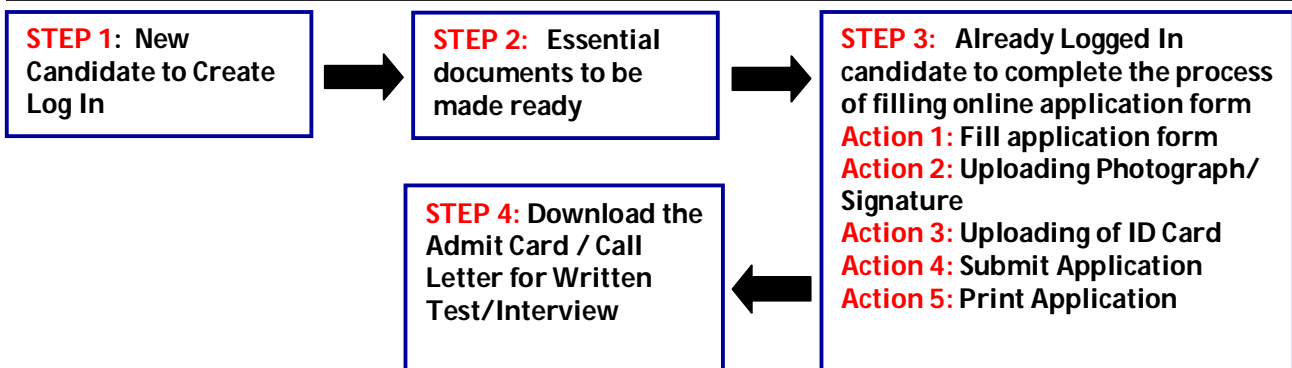 STEP 1: New
Candidate to Create
Log In
STEP 2: Essential
documents to be
made ready
STEP 3: Already Logged In
candidate to complete the process
of filling online application form
Action 1: Fill application form
Action 2: Uploading Photograph/
Signature
Action 3: Uploading of ID Card
Action 4: Submit Application
Action 5: Print Application
STEP 4: Download the
Admit Card / Call
Letter for Written
Test/Interview